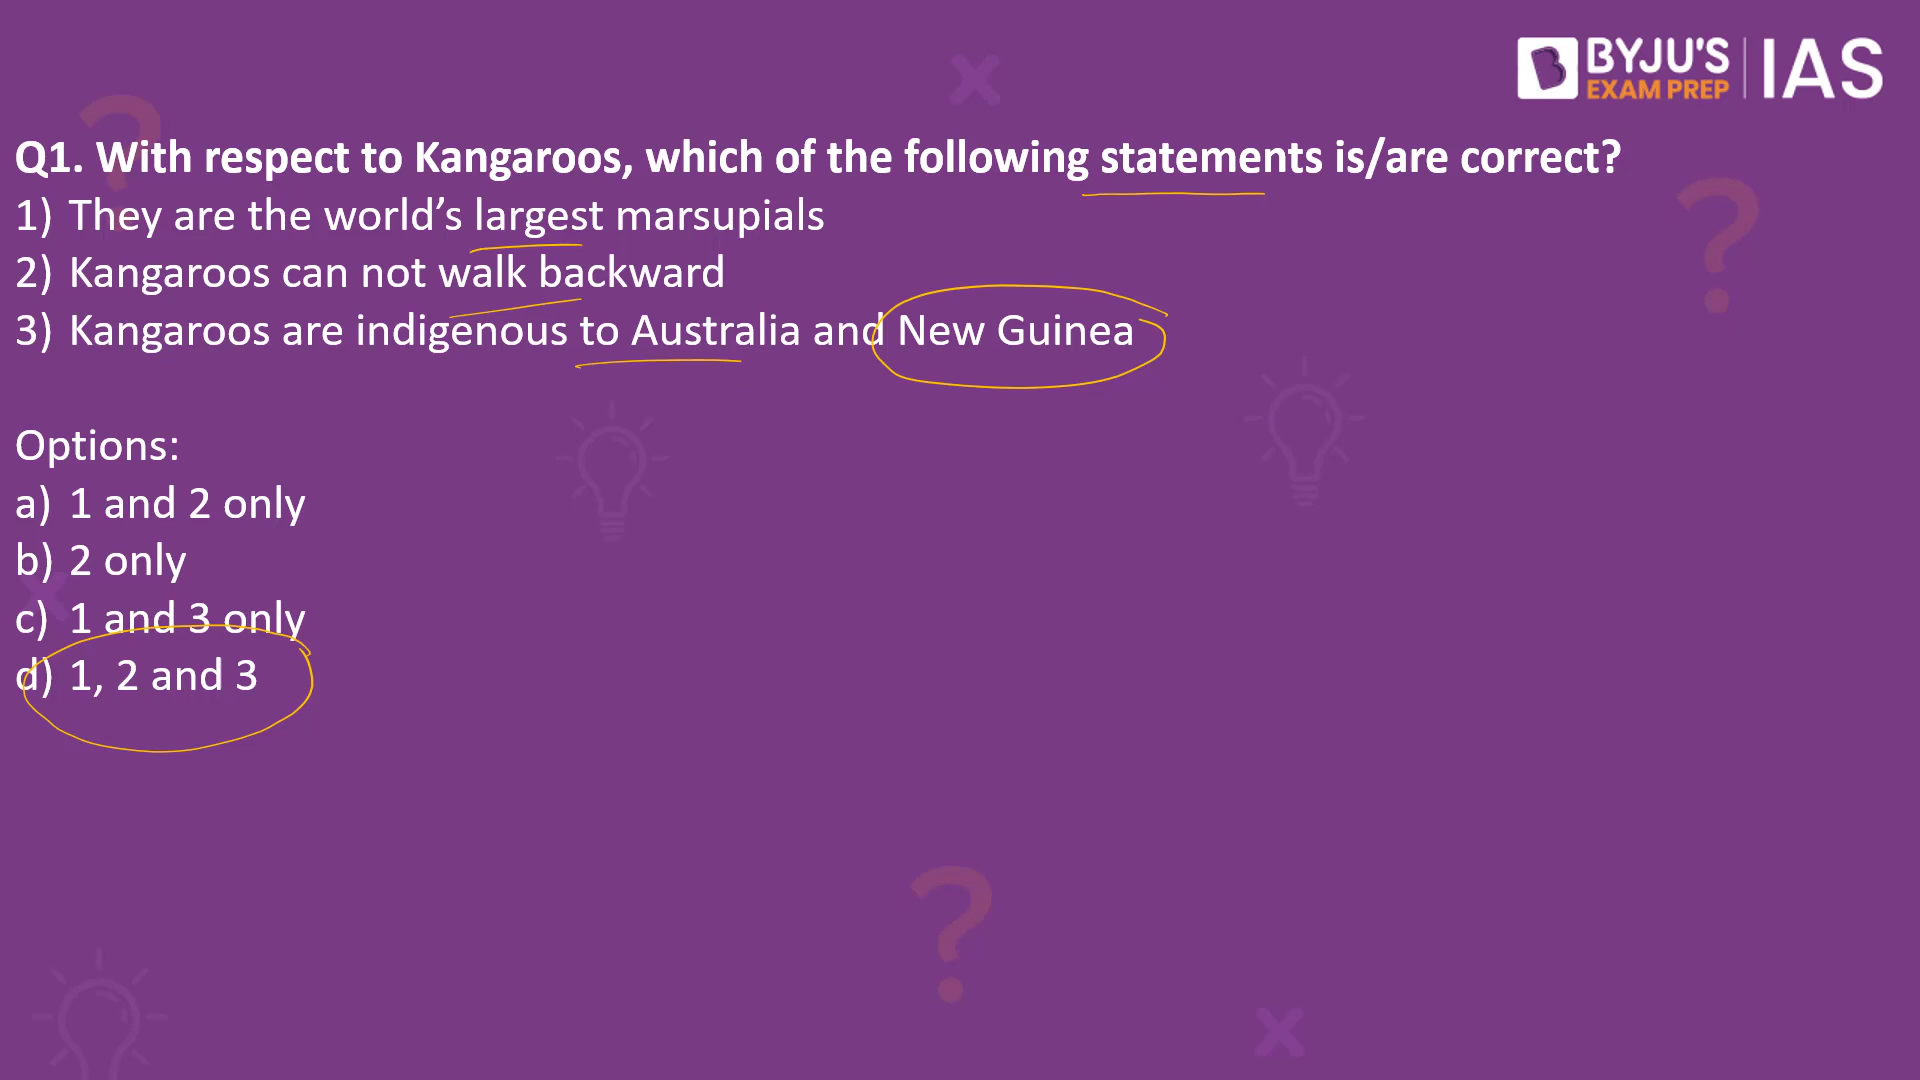 BYJU'S
EXAM PREP
IAS
Q1. With respect to Kangaroos, which of the following statements is/are correct?
1) They are the world’s largest marsupials
2) Kangaroos can not walk backward
3) Kangaroos are indigenous to Australia and New Guinea
Options:
a) 1 and 2 only
b) 2 only
c) 1 and 3 only
d) 1, 2 and 3